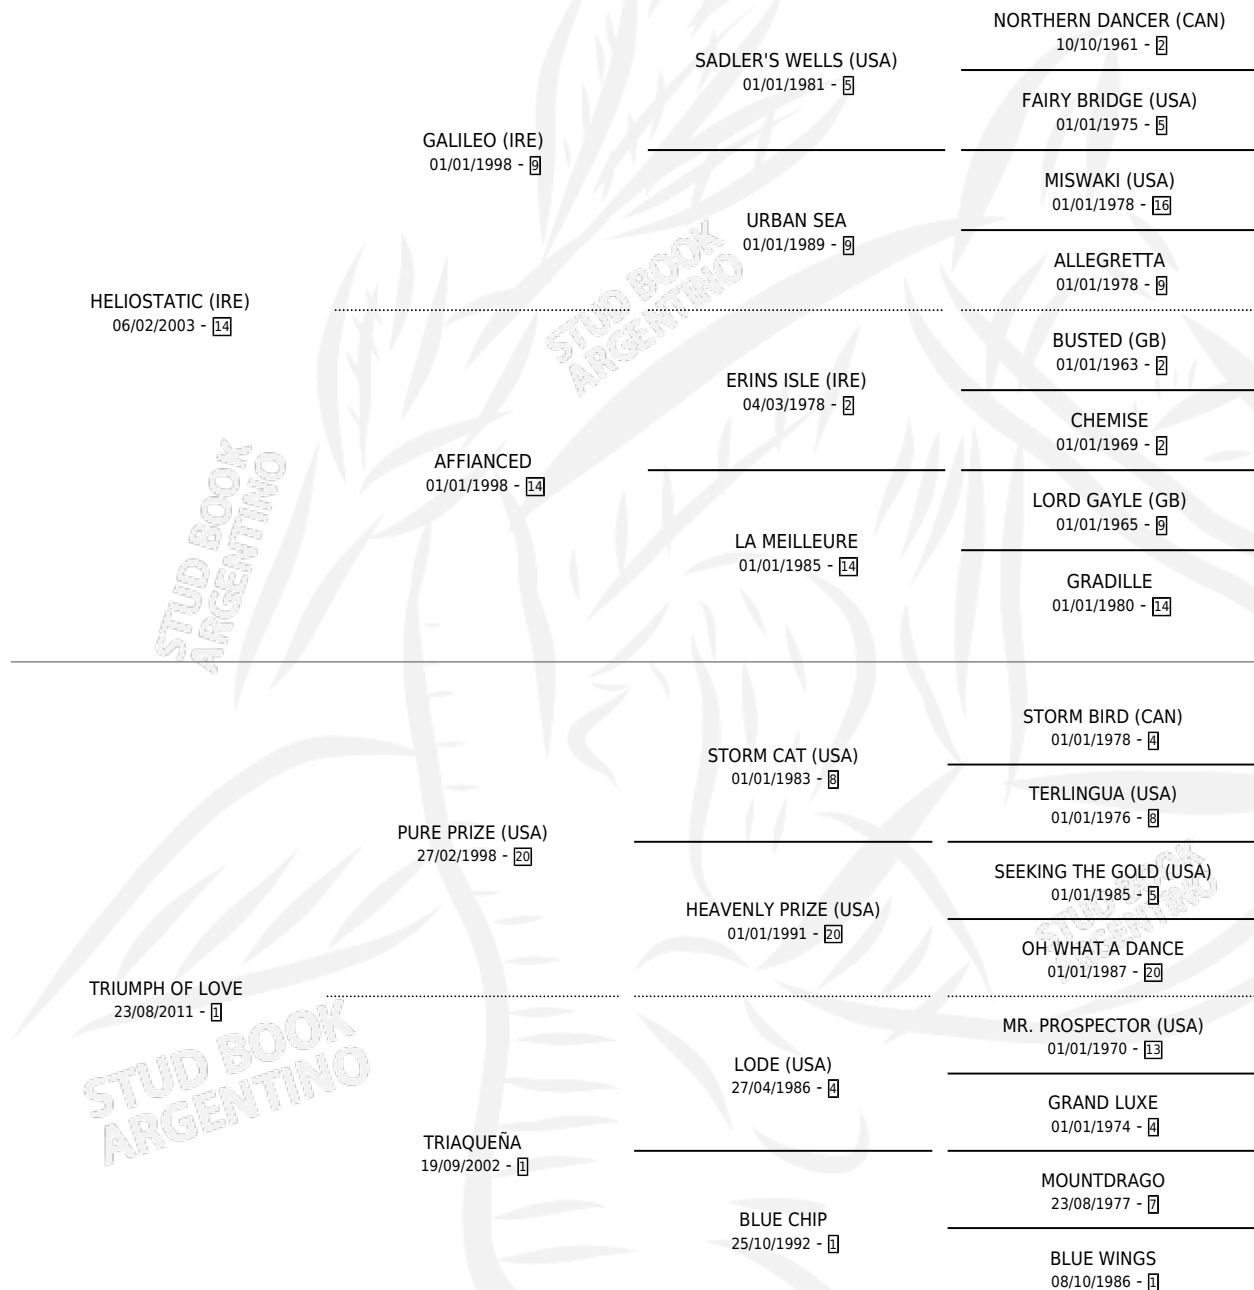 NORTHERN DANCER (CAN)
10/10/1961 - 2
SADLER'S WELLS (USA)
01/01/1981 - 5
FAIRY BRIDGE (USA)
01/01/1975 - 5
GALILEO (IRE)
01/01/1998 - 9
MISWAKI (USA)
01/01/1978 - 16
URBAN SEA
01/01/1989 - 9
ALLEGRETTA
01/01/1978 - 9
HELIOSTATIC (IRE)
06/02/2003 - 14
BUSTED (GB)
01/01/1963 - 2
ERINS ISLE (IRE)
04/03/1978 - 2
CHEMISE
01/01/1969 - 2
AFFIANCED
01/01/1998 - 14
LORD GAYLE (GB)
01/01/1965 - 9
LA MEILLEURE
01/01/1985 - 14
GRADILLE
01/01/1980 - 14
STORM BIRD (CAN)
01/01/1978 - 4
STORM CAT (USA)
01/01/1983 - 8
TERLINGUA (USA)
01/01/1976 - 8
PURE PRIZE (USA)
27/02/1998 - 20
SEEKING THE GOLD (USA)
01/01/1985 - 5
HEAVENLY PRIZE (USA)
01/01/1991 - 20
OH WHAT A DANCE
01/01/1987 - 20
TRIUMPH OF LOVE
23/08/2011 - 1
MR. PROSPECTOR (USA)
01/01/1970 - 13
LODE (USA)
27/04/1986 - 4
GRAND LUXE
01/01/1974 - 4
TRIAQUEÑA
19/09/2002 - 1
MOUNTDRAGO
23/08/1977 - 7
BLUE CHIP
25/10/1992 - 1
BLUE WINGS
08/10/1986 - 1
STUD BOOK
ARGENTINO
STUD BOOK
ARGENTINO
STUD BOOK
ARGENTINO
STUD BOOK
ARGENTINO